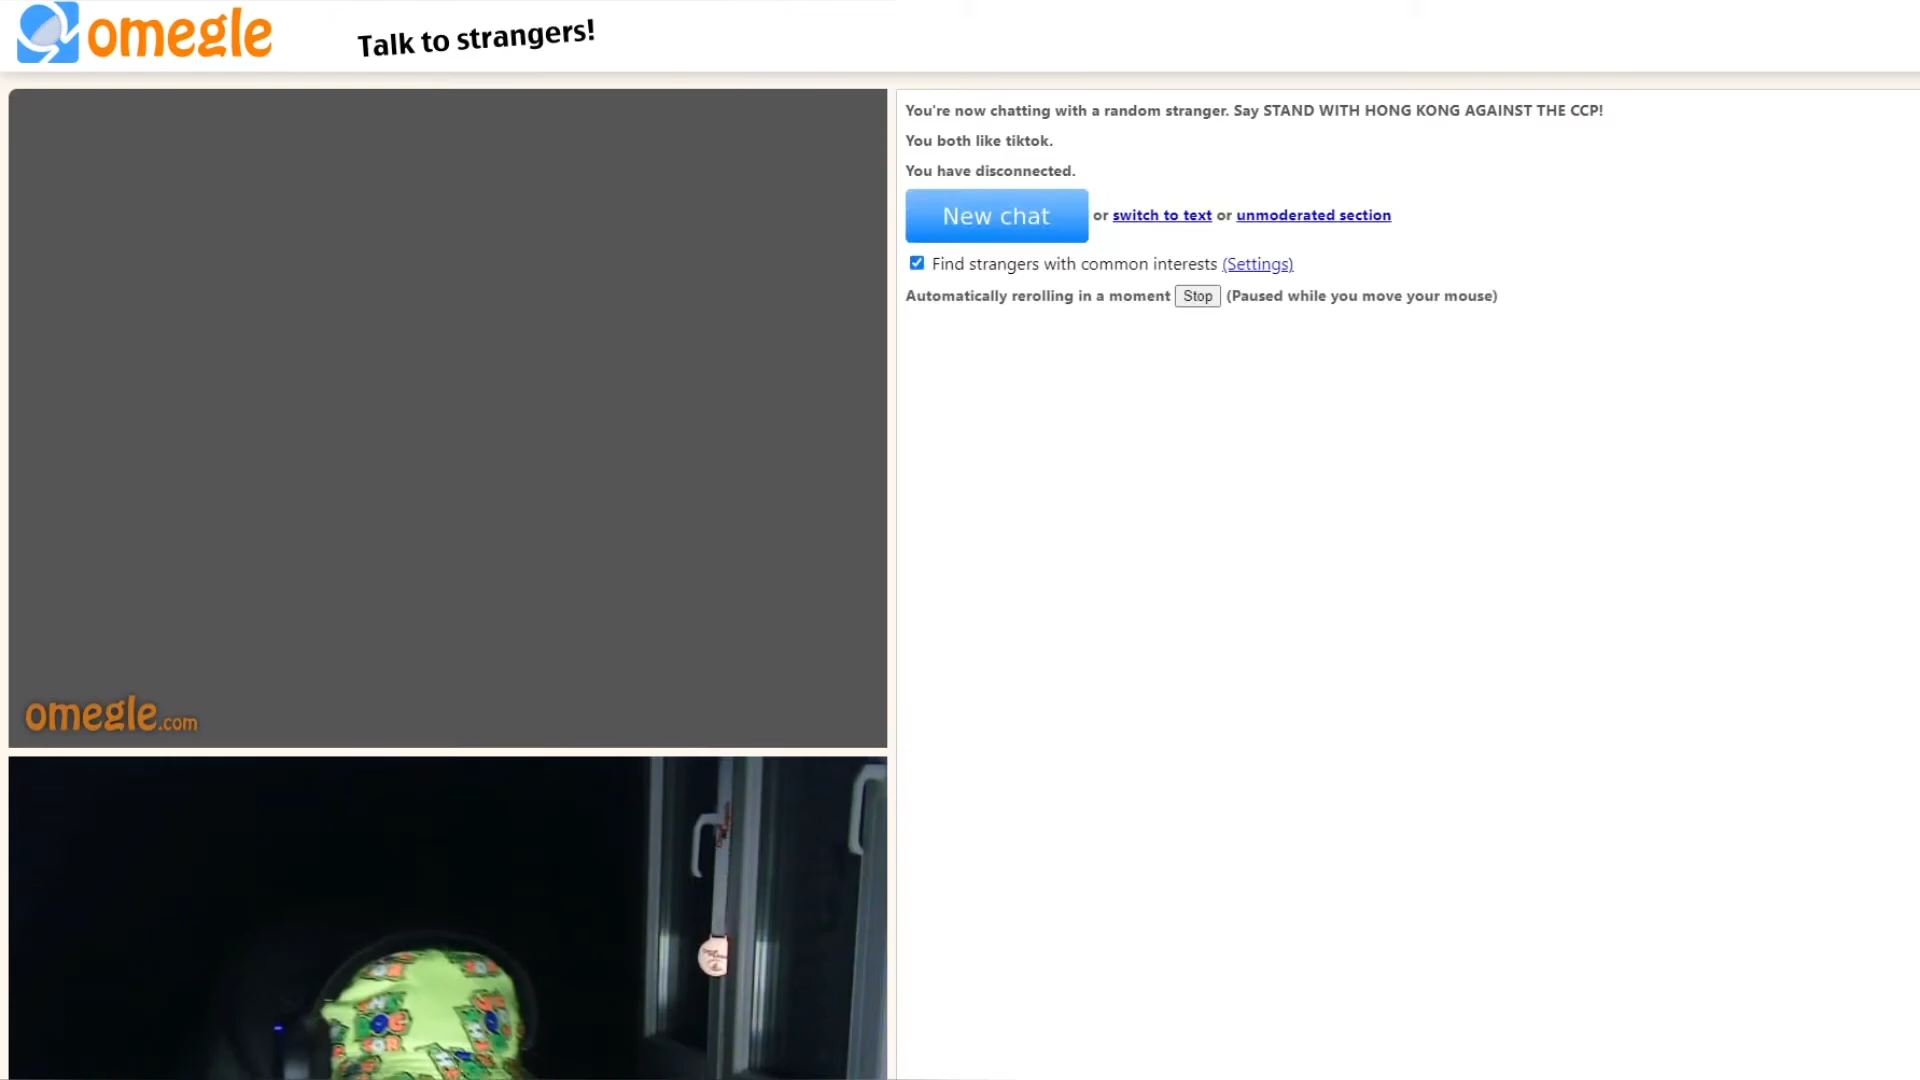 omegle
Talk to strangers!
You're now chatting with a random stranger. Say STAND WITH HONG KONG AGAINST THE CCP!
You both like tiktok.
You have disconnected.
New chat or switch to text or unmoderated section
Find strangers with common interests (Settings)
Automatically rerolling in a moment Stop (Paused while you move your mouse)
omegle.com